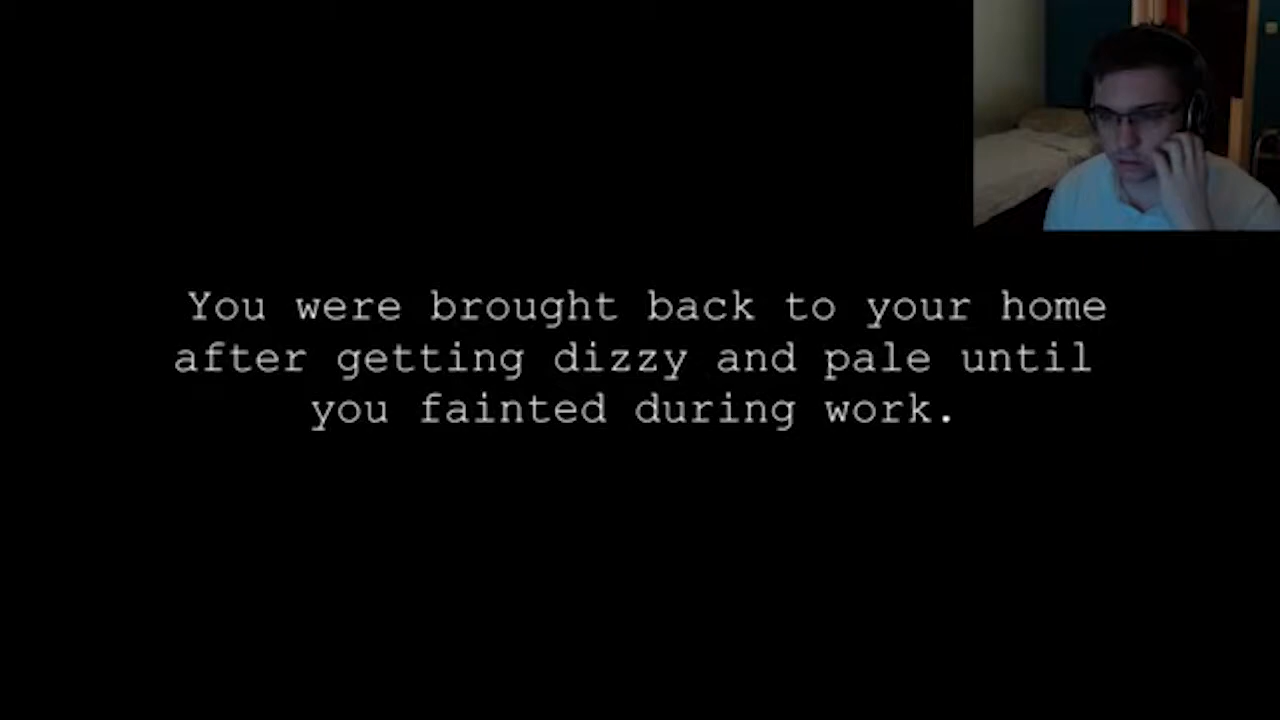 You were brought back to your home
after getting dizzy and pale until
you fainted during work.